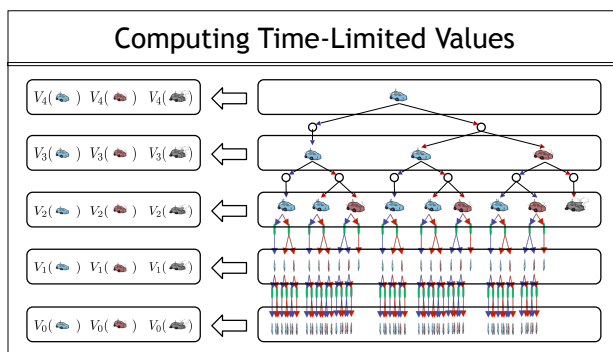 Computing Time-Limited Values
V₄( ) V₄( ) V₄( )
V₃( ) V₃( ) V₃( )
V₂( ) V₂( ) V₂( )
V₁( ) V₁( ) V₁( )
V₀( ) V₀( ) V₀( )